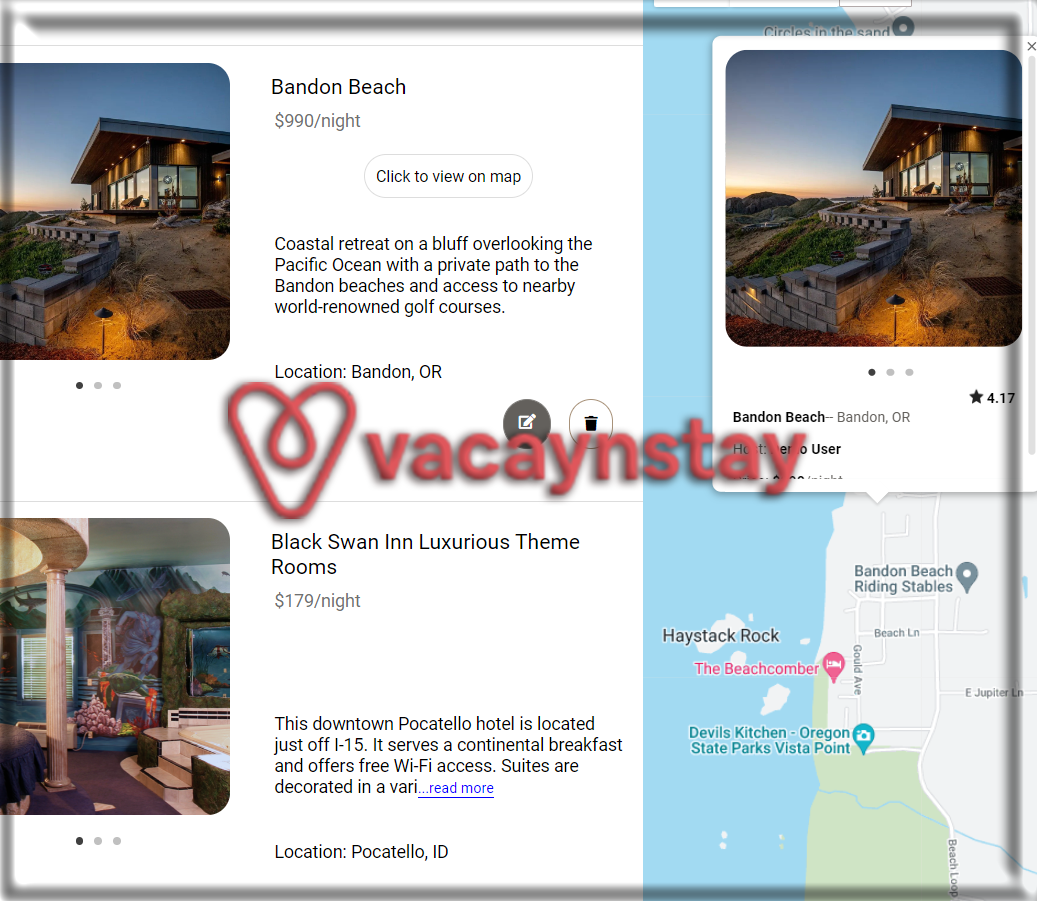 Bandon Beach
$990/night
Click to view on map
Coastal retreat on a bluff overlooking the
Pacific Ocean with a private path to the
Bandon beaches and access to nearby
world-renowned golf courses.
Location: Bandon, OR
vacaynstay
Black Swan Inn Luxurious Theme
Rooms
$179/night
This downtown Pocatello hotel is located
just off I-15. It serves a continental breakfast
and offers free Wi-Fi access. Suites are
decorated in a vari...read more
Location: Pocatello, ID
Circles in the sand
4.17
Bandon Beach-- Bandon, OR
Host: Demo User
/night
Bandon Beach
Riding Stables
Beach Ln
Haystack Rock
The Beachcomber
Gould Ave
E Jupiter Ln
Devils Kitchen - Oregon
State Parks Vista Point
Beach Loop